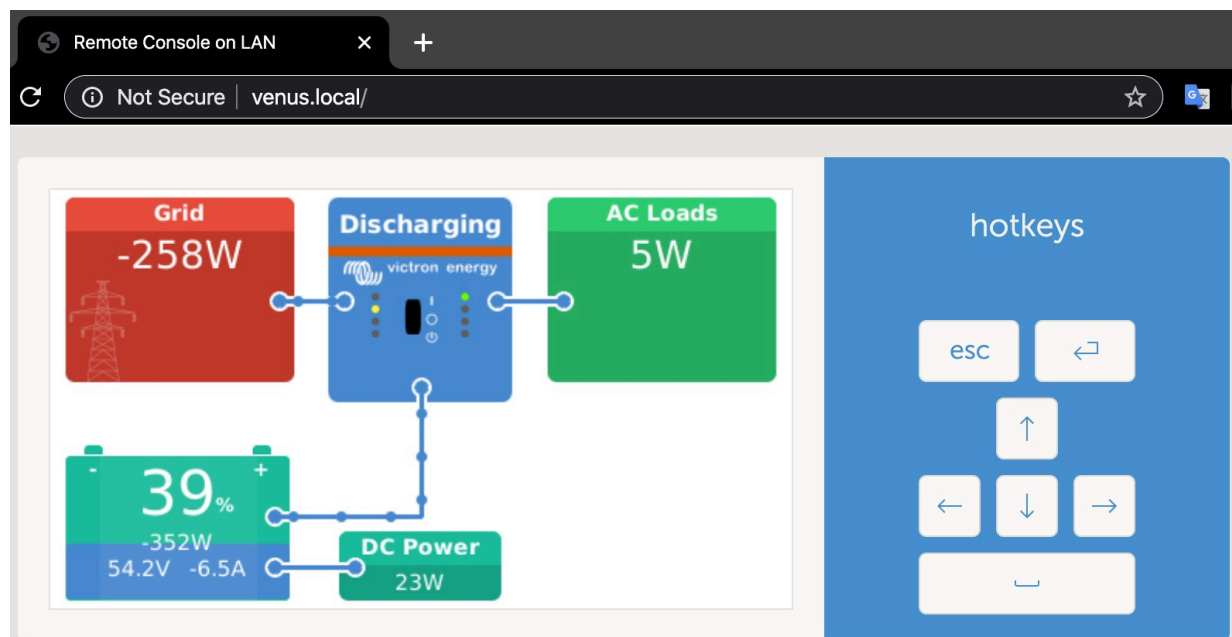 Remote Console on LAN
Not Secure venus.local/
Grid
-258W
Discharging
victron energy
AC Loads
5W
39%
-352W
54.2V -6.5A
- +
DC Power
23W
hotkeys
esc